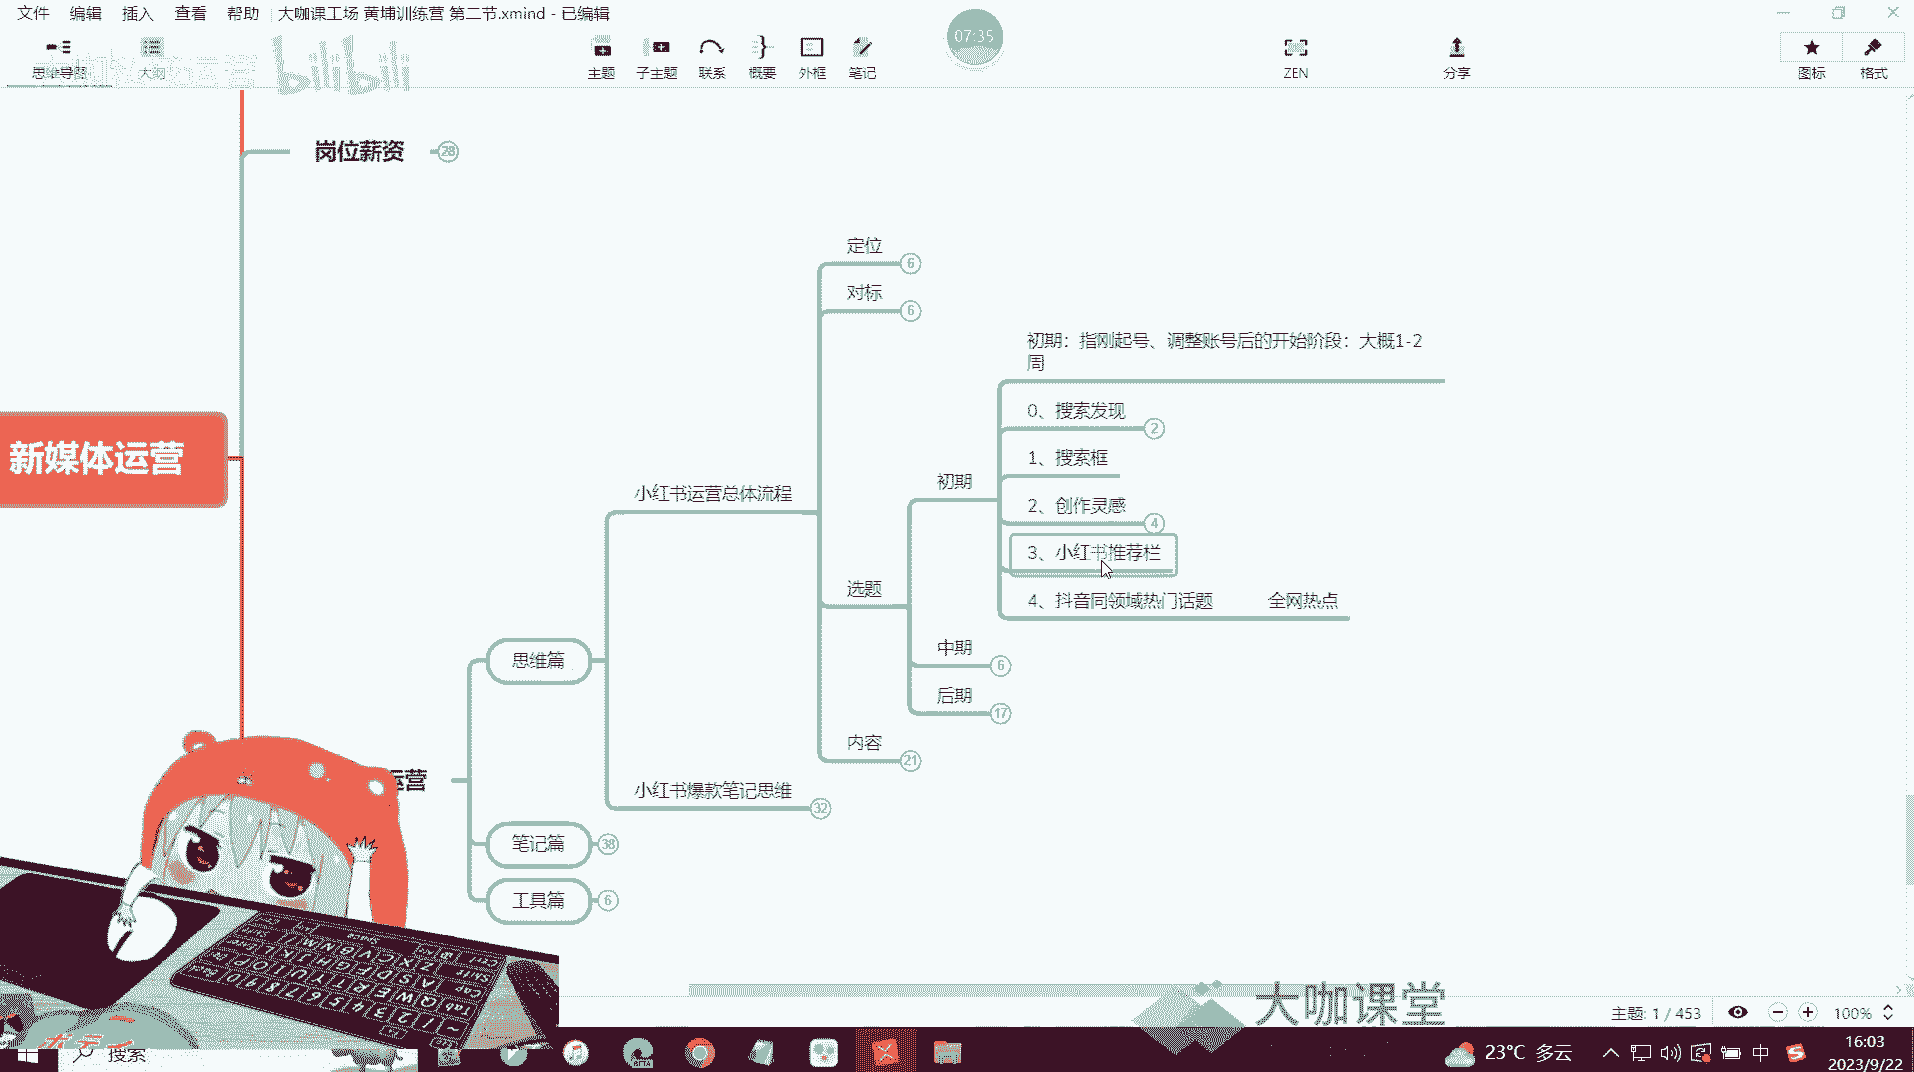 文件 编辑 插入 查看 帮助 大咖课工场 黄埔训练营 第二节.xmind - 已编辑
07:35
思维导图 大纲 主题 子主题 联系 概要 外框 笔记 ZEN 分享 图标 格式
bilibili
岗位薪资 28
定位 6
对标 6
初期：指刚起号、调整账号后的开始阶段：大概1-2
周
0、搜索发现 2
1、搜索框
初期
2、创作灵感 4
3、小红书推荐栏
4、抖音同领域热门话题 全网热点
新媒体运营
小红书运营总体流程
选题
中期 6
后期 17
思维篇
内容 21
运营
小红书爆款笔记思维 32
笔记篇 38
工具篇 6
大咖课堂
主题: 1 / 453 100%
搜索
23°C 多云
中
16:03
2023/9/22